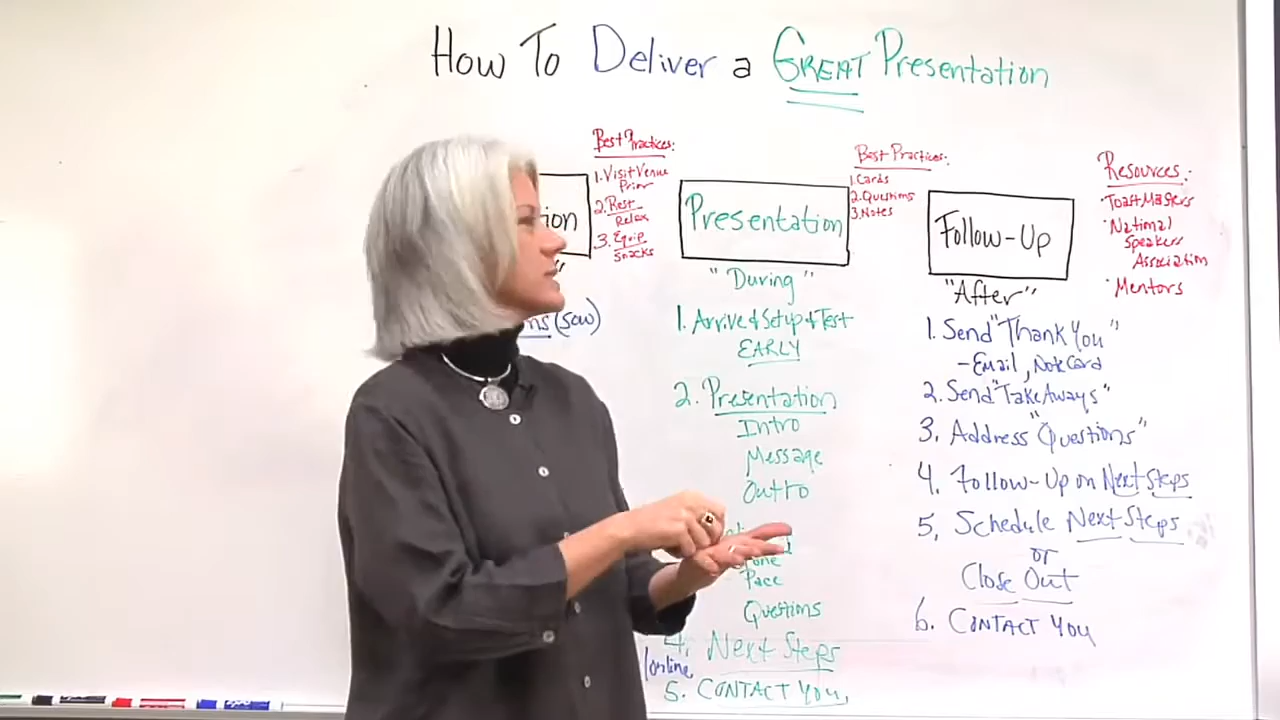 How To Deliver a GREAT Presentation
Best Practices:
1. Visit Venue
Prior
2. Rest
Relax
3. Equip
Snacks
ion
(sow)
Presentation
"During"
1. Arrive & Setup & Test
EARLY
2. Presentation
Intro
Message
Outro
Pace
Questions
4. Next Steps
5. CONTACT YOU,
Best Practices:
1. Cards
2. Questions
3. Notes
Follow-Up
"After"
1. Send "Thank You"
- Email, Note Card
2. Send "Take Aways"
3. Address "Questions"
4. Follow-Up on Next Steps
5, Schedule Next Steps
or
Close Out
6. CONTACT YOU
Resources:
· ToastMasters
· National
Speakers
Association
· Mentors